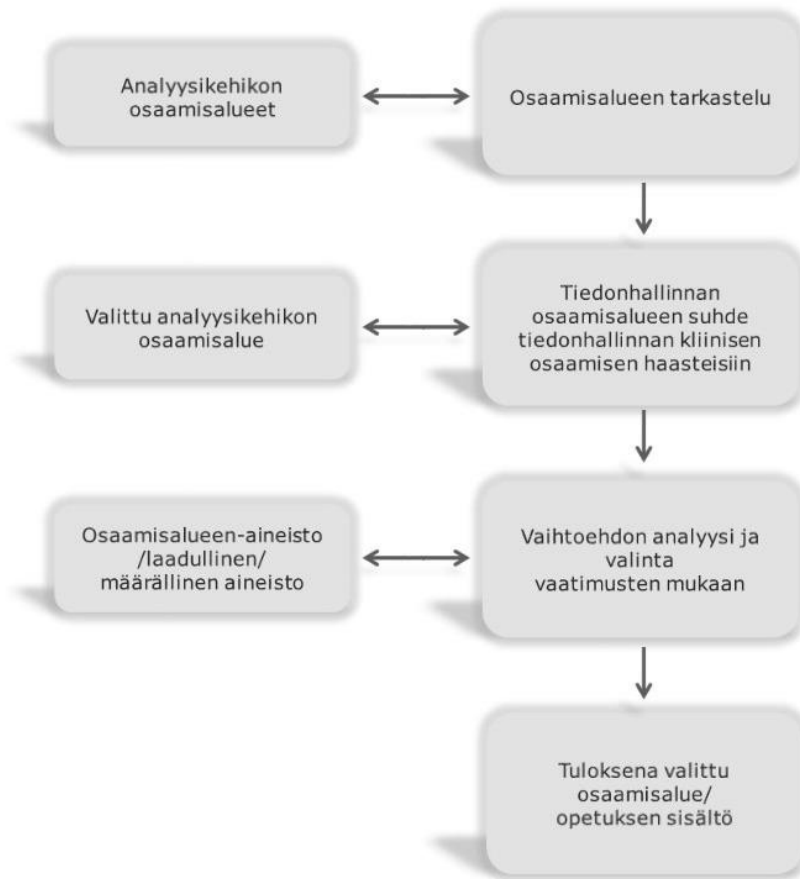 Analyysikehikon
osaamisalueet
Osaamisalueen tarkastelu
Valittu analyysikehikon
osaamisalue
Tiedonhallinnan
osaamisalueen suhde
tiedonhallinnan kliinisen
osaamisen haasteisiin
Osaamisalueen-aineisto
/laadullinen/
määrällinen aineisto
Vaihtoehdon analyysi ja
valinta
vaatimusten mukaan
Tuloksena valittu
osaamisalue/
opetuksen sisältö